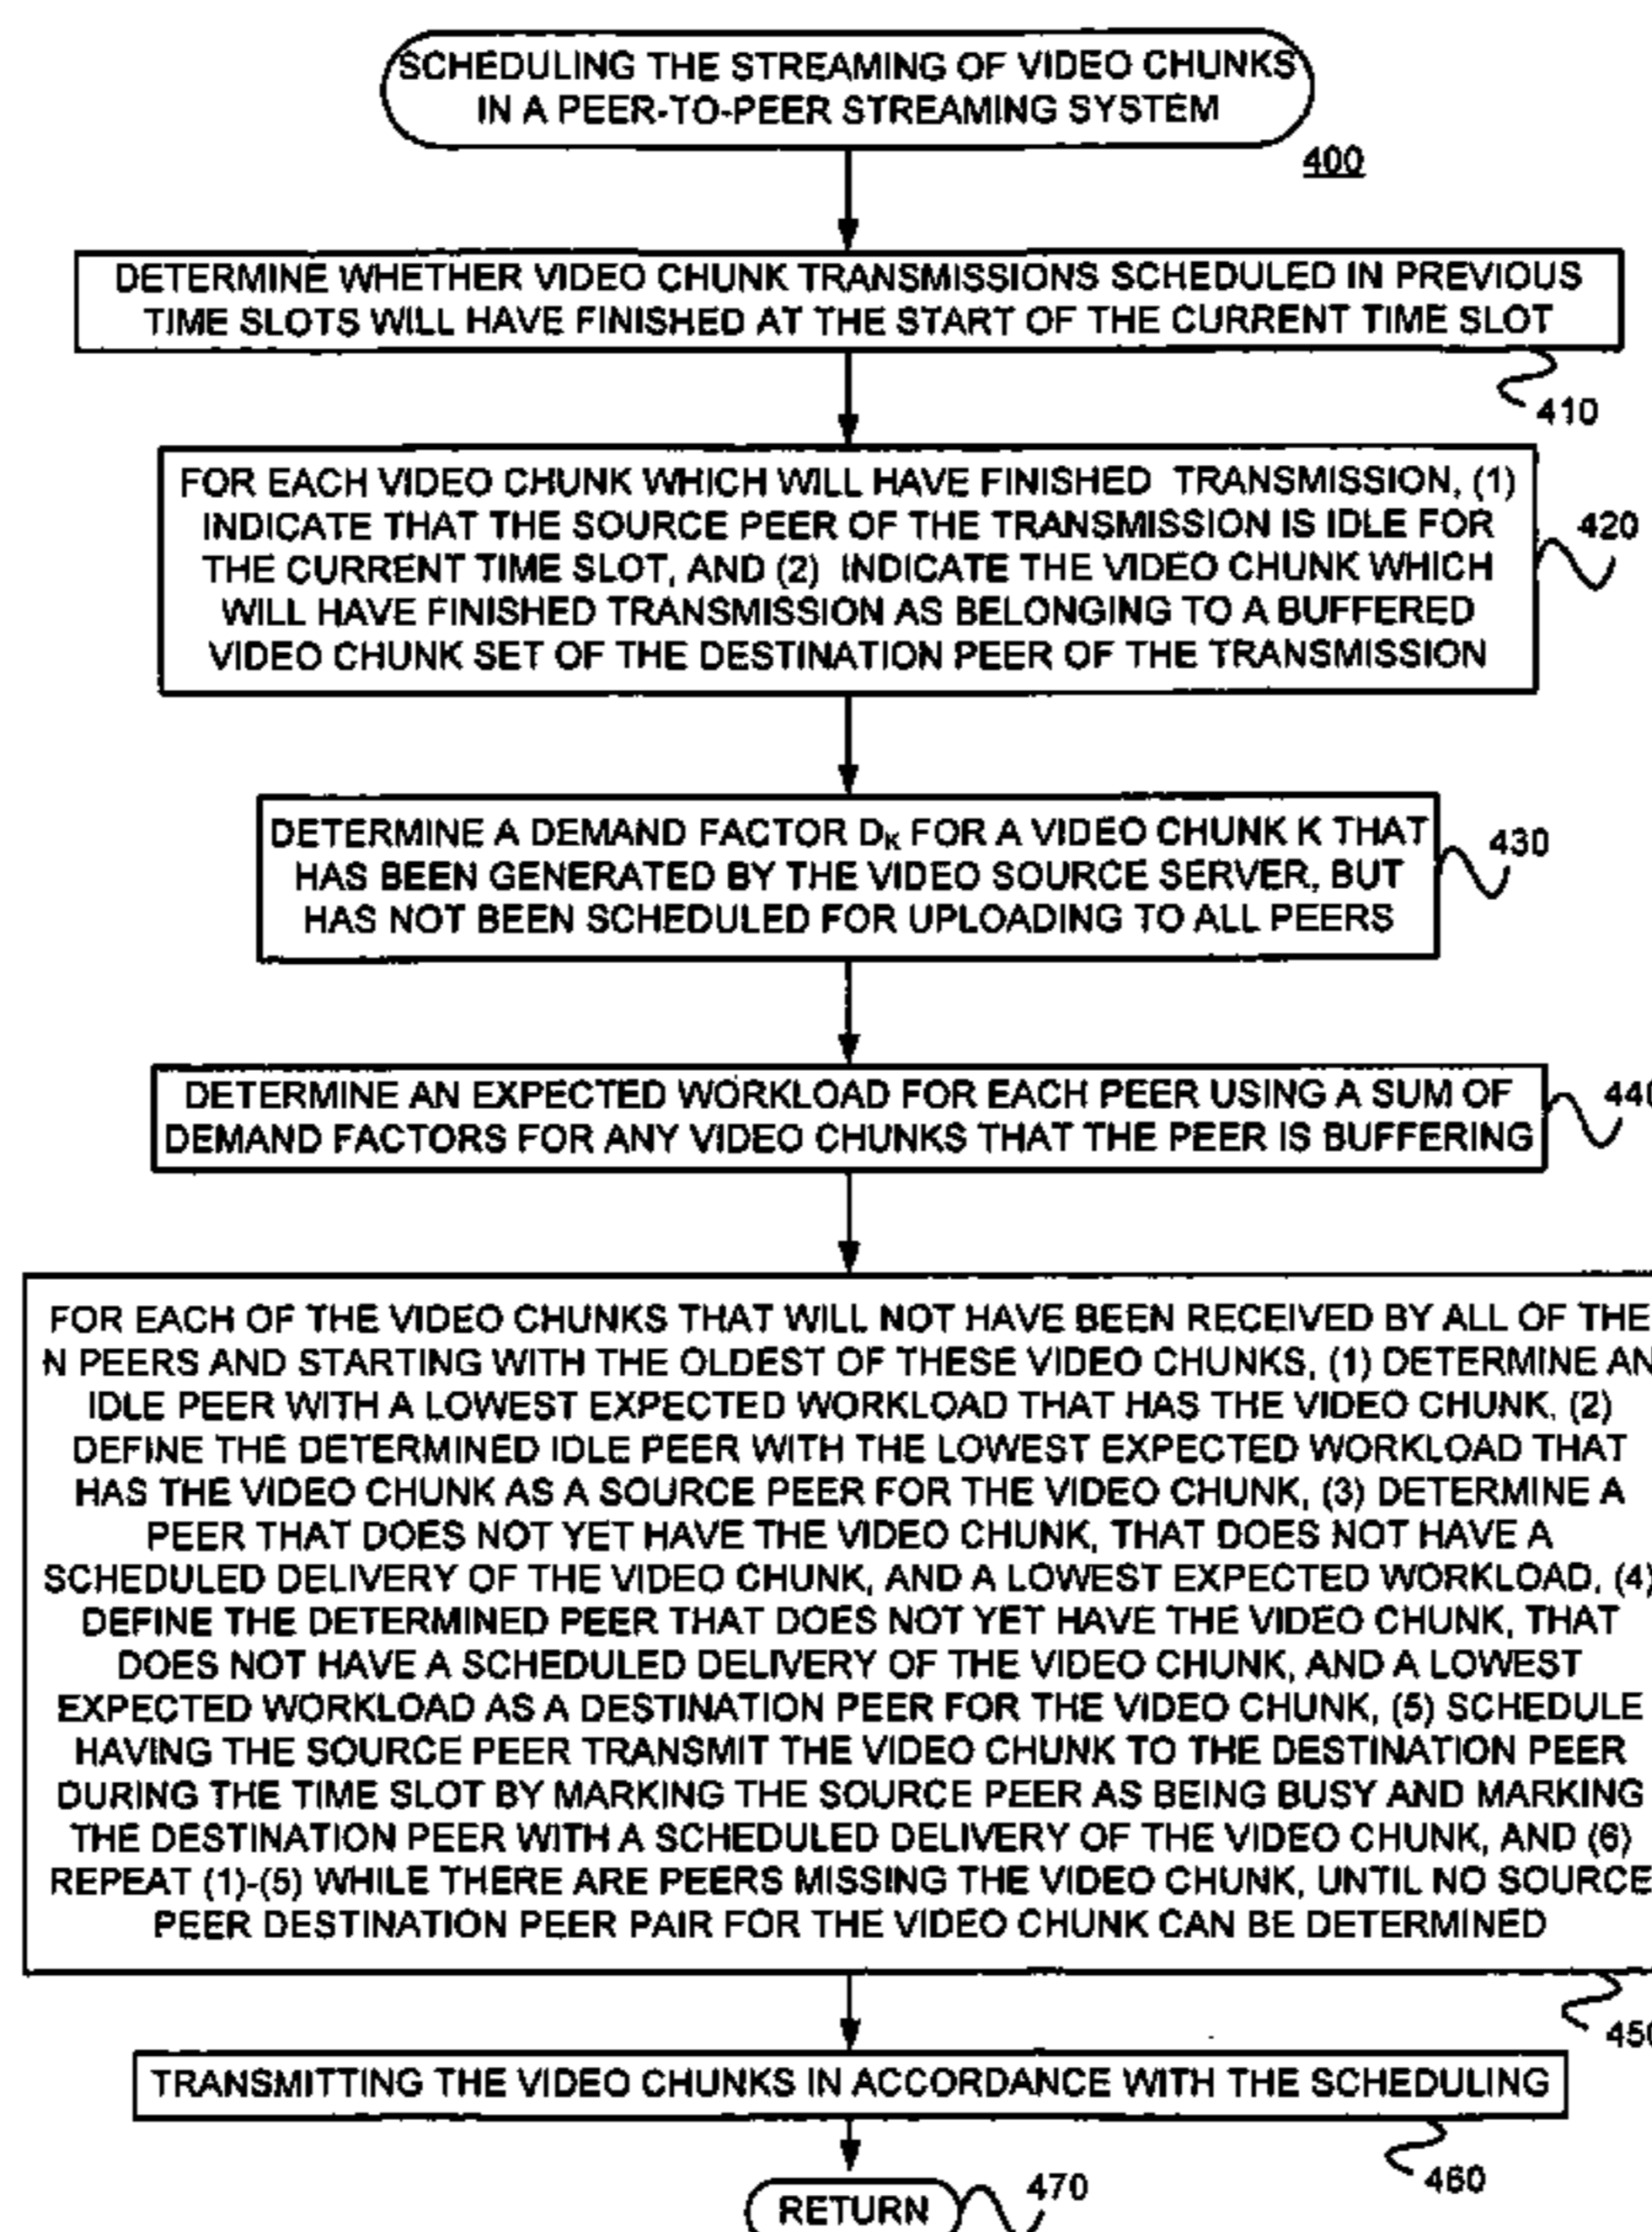 SCHEDULING THE STREAMING OF VIDEO CHUNKS
IN A PEER-TO-PEER STREAMING SYSTEM
400
DETERMINE WHETHER VIDEO CHUNK TRANSMISSIONS SCHEDULED IN PREVIOUS
TIME SLOTS WILL HAVE FINISHED AT THE START OF THE CURRENT TIME SLOT
410
FOR EACH VIDEO CHUNK WHICH WILL HAVE FINISHED TRANSMISSION, (1)
INDICATE THAT THE SOURCE PEER OF THE TRANSMISSION IS IDLE FOR
THE CURRENT TIME SLOT, AND (2) INDICATE THE VIDEO CHUNK WHICH
WILL HAVE FINISHED TRANSMISSION AS BELONGING TO A BUFFERED
VIDEO CHUNK SET OF THE DESTINATION PEER OF THE TRANSMISSION
420
DETERMINE A DEMAND FACTOR DK FOR A VIDEO CHUNK K THAT
HAS BEEN GENERATED BY THE VIDEO SOURCE SERVER, BUT
HAS NOT BEEN SCHEDULED FOR UPLOADING TO ALL PEERS
430
DETERMINE AN EXPECTED WORKLOAD FOR EACH PEER USING A SUM OF
DEMAND FACTORS FOR ANY VIDEO CHUNKS THAT THE PEER IS BUFFERING
440
FOR EACH OF THE VIDEO CHUNKS THAT WILL NOT HAVE BEEN RECEIVED BY ALL OF THE
N PEERS AND STARTING WITH THE OLDEST OF THESE VIDEO CHUNKS, (1) DETERMINE AN
IDLE PEER WITH A LOWEST EXPECTED WORKLOAD THAT HAS THE VIDEO CHUNK, (2)
DEFINE THE DETERMINED IDLE PEER WITH THE LOWEST EXPECTED WORKLOAD THAT
HAS THE VIDEO CHUNK AS A SOURCE PEER FOR THE VIDEO CHUNK, (3) DETERMINE A
PEER THAT DOES NOT YET HAVE THE VIDEO CHUNK, THAT DOES NOT HAVE A
SCHEDULED DELIVERY OF THE VIDEO CHUNK, AND A LOWEST EXPECTED WORKLOAD, (4)
DEFINE THE DETERMINED PEER THAT DOES NOT YET HAVE THE VIDEO CHUNK, THAT
DOES NOT HAVE A SCHEDULED DELIVERY OF THE VIDEO CHUNK, AND A LOWEST
EXPECTED WORKLOAD AS A DESTINATION PEER FOR THE VIDEO CHUNK, (5) SCHEDULE
HAVING THE SOURCE PEER TRANSMIT THE VIDEO CHUNK TO THE DESTINATION PEER
DURING THE TIME SLOT BY MARKING THE SOURCE PEER AS BEING BUSY AND MARKING
THE DESTINATION PEER WITH A SCHEDULED DELIVERY OF THE VIDEO CHUNK, AND (6)
REPEAT (1)-(5) WHILE THERE ARE PEERS MISSING THE VIDEO CHUNK, UNTIL NO SOURCE
PEER DESTINATION PEER PAIR FOR THE VIDEO CHUNK CAN BE DETERMINED
450
TRANSMITTING THE VIDEO CHUNKS IN ACCORDANCE WITH THE SCHEDULING
460
RETURN
470